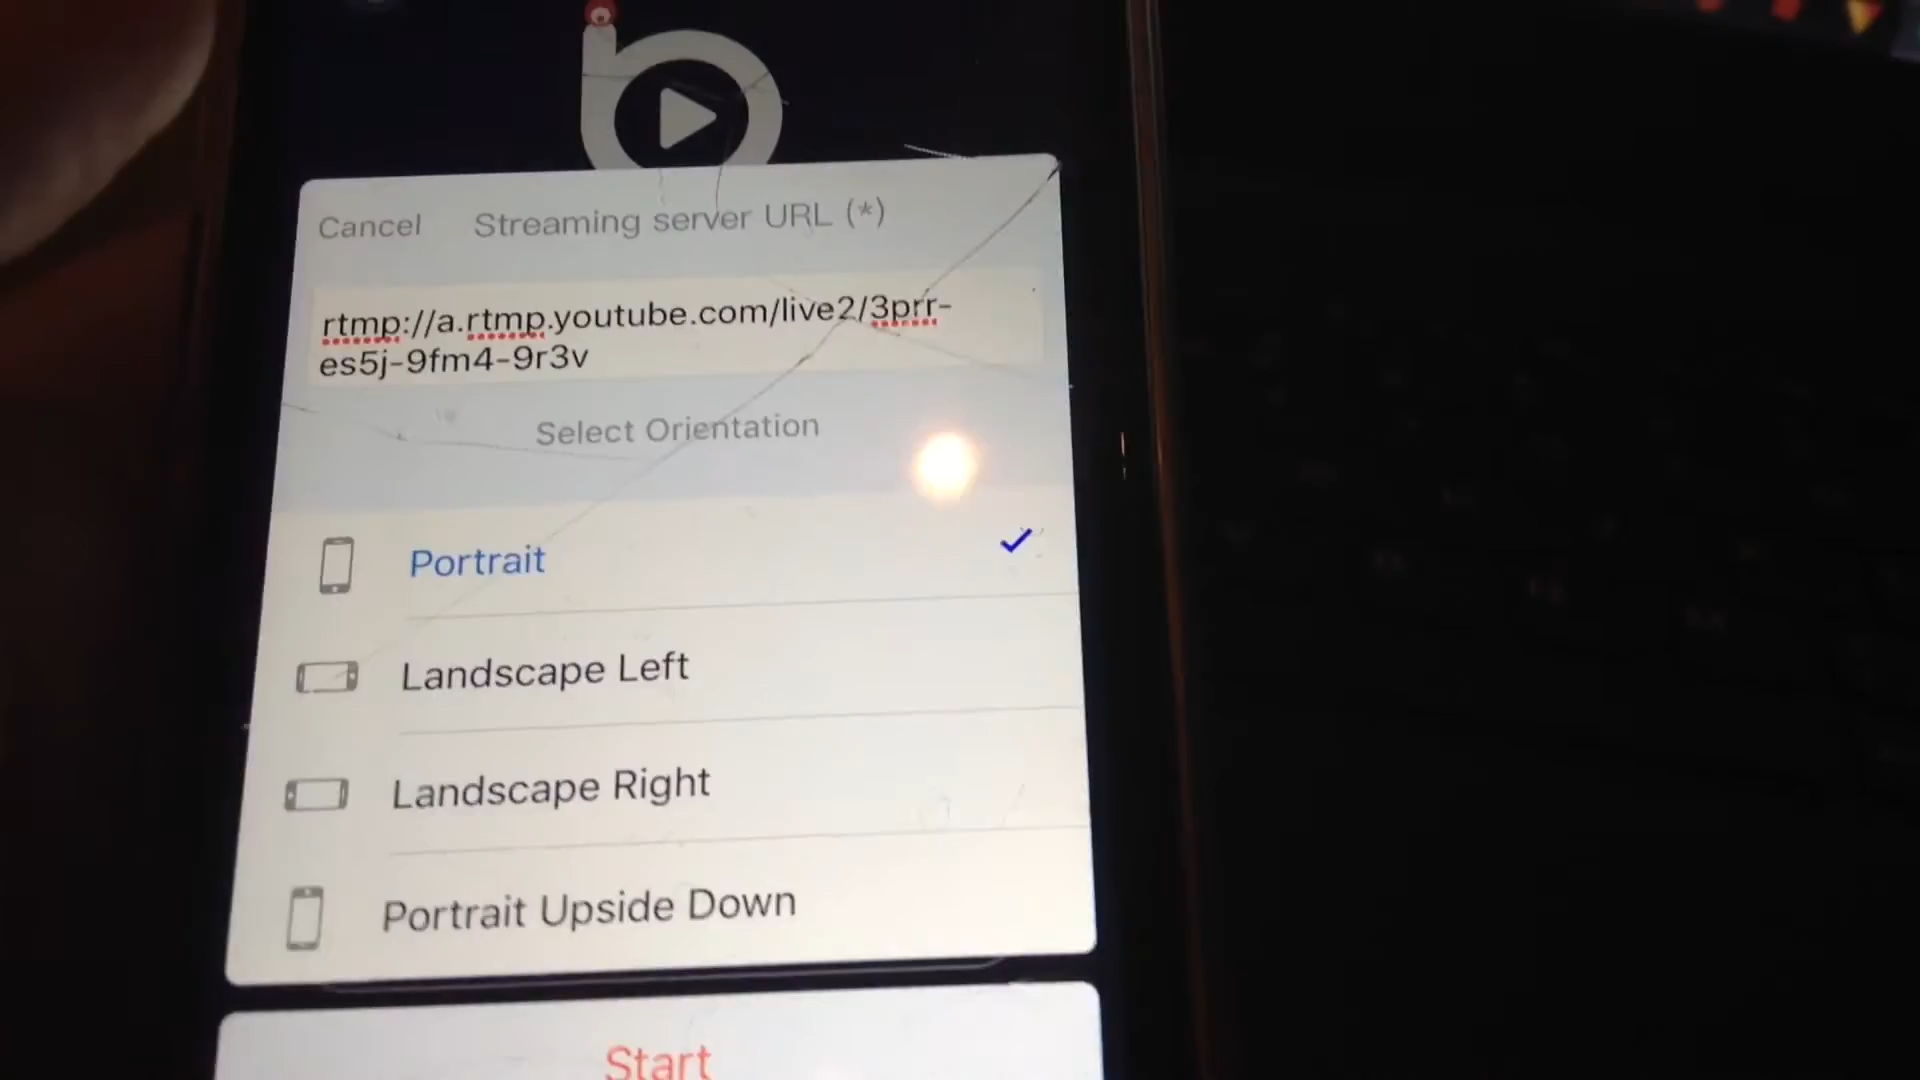 Cancel Streaming server URL (*)
rtmp://a.rtmp.youtube.com/live2/3prr-
es5j-9fm4-9r3v
Select Orientation
Portrait
Landscape Left
Landscape Right
Portrait Upside Down
Start